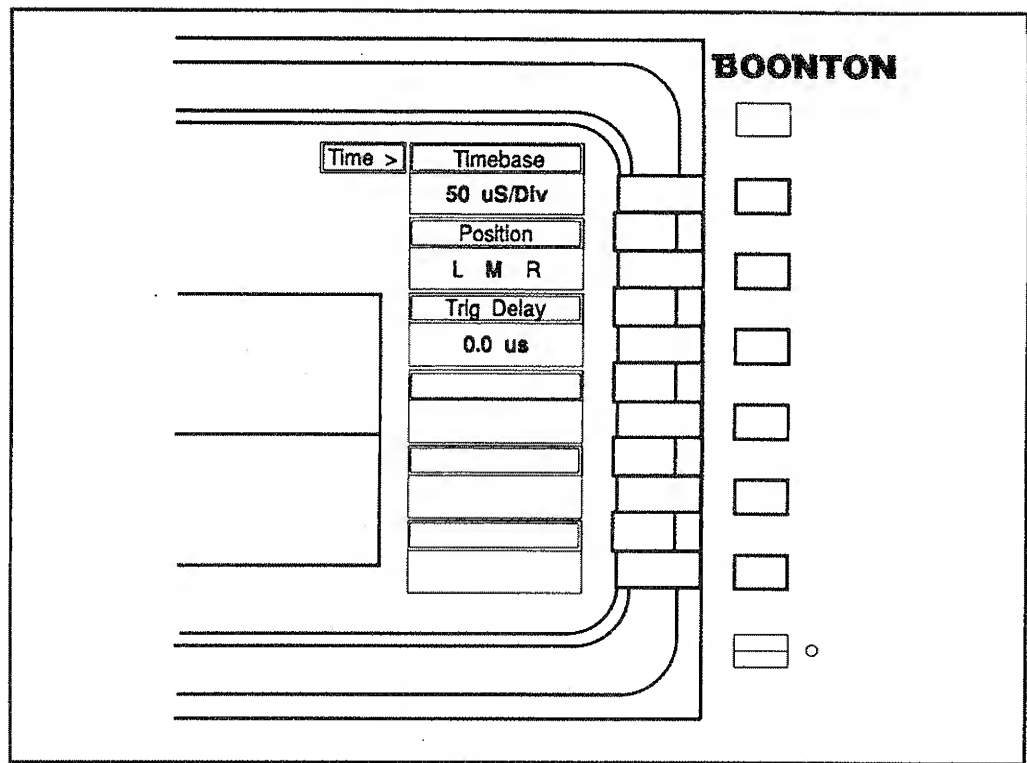 BOONTON
Time > Timebase
50 uS/Div
Position
L M R
Trig Delay
0.0 us